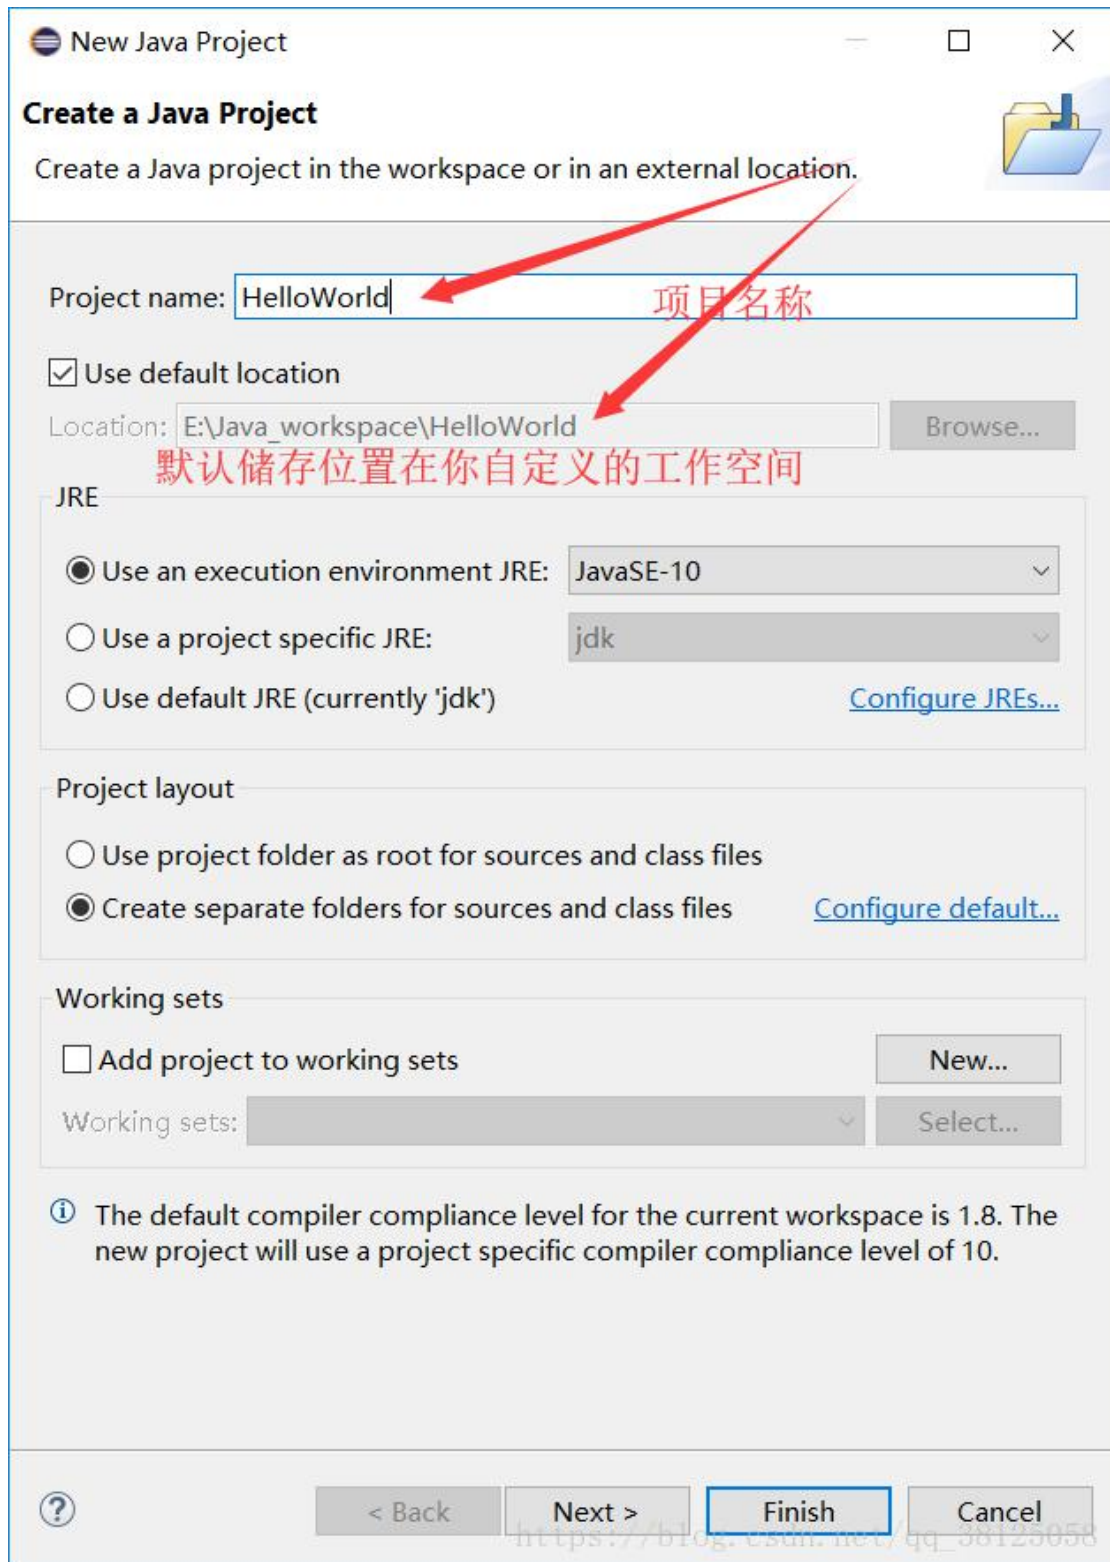 New Java Project
Create a Java Project
Create a Java project in the workspace or in an external location.
Project name: HelloWorld
项目名称
Use default location
Location: E:\Java_workspace\HelloWorld Browse...
默认储存位置在你自定义的工作空间
JRE
Use an execution environment JRE: JavaSE-10
Use a project specific JRE: jdk
Use default JRE (currently 'jdk') Configure JREs...
Project layout
Use project folder as root for sources and class files
Create separate folders for sources and class files Configure default...
Working sets
Add project to working sets New...
Working sets: Select...
The default compiler compliance level for the current workspace is 1.8. The
new project will use a project specific compiler compliance level of 10.
< Back Next > Finish Cancel
https://blog.csdn.net/qq_38125058